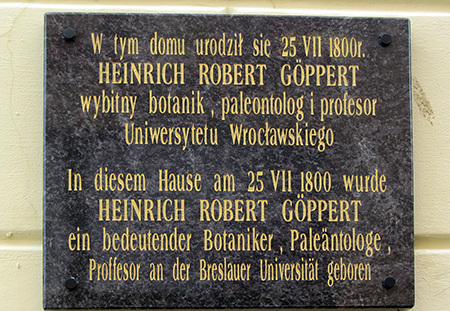 W tym domu urodził się 25 VII 1800r.
HEINRICH ROBERT GÖPPERT
wybitny botanik, paleontolog i profesor
Uniwersytetu Wrocławskiego
In diesem Hause am 25 VII 1800 wurde
HEINRICH ROBERT GÖPPERT
ein bedeutender Botaniker, Paleäntologe,
Proffesor an der Breslauer Universität geboren